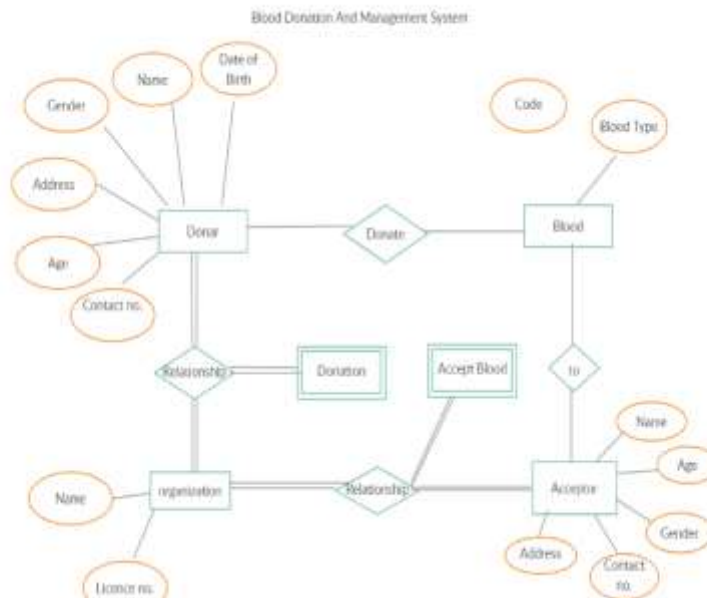 Blood Donation And Management System
Date of
Birth
Name
Gender
Code
Blood Type
Address
Donar
Donate
Blood
Age
Contact no.
Relationship
Donation
Accept Blood
to
Name
Age
Name
organization
Relationship
Acceptor
Gender
Address
Contact
no.
Licence no.